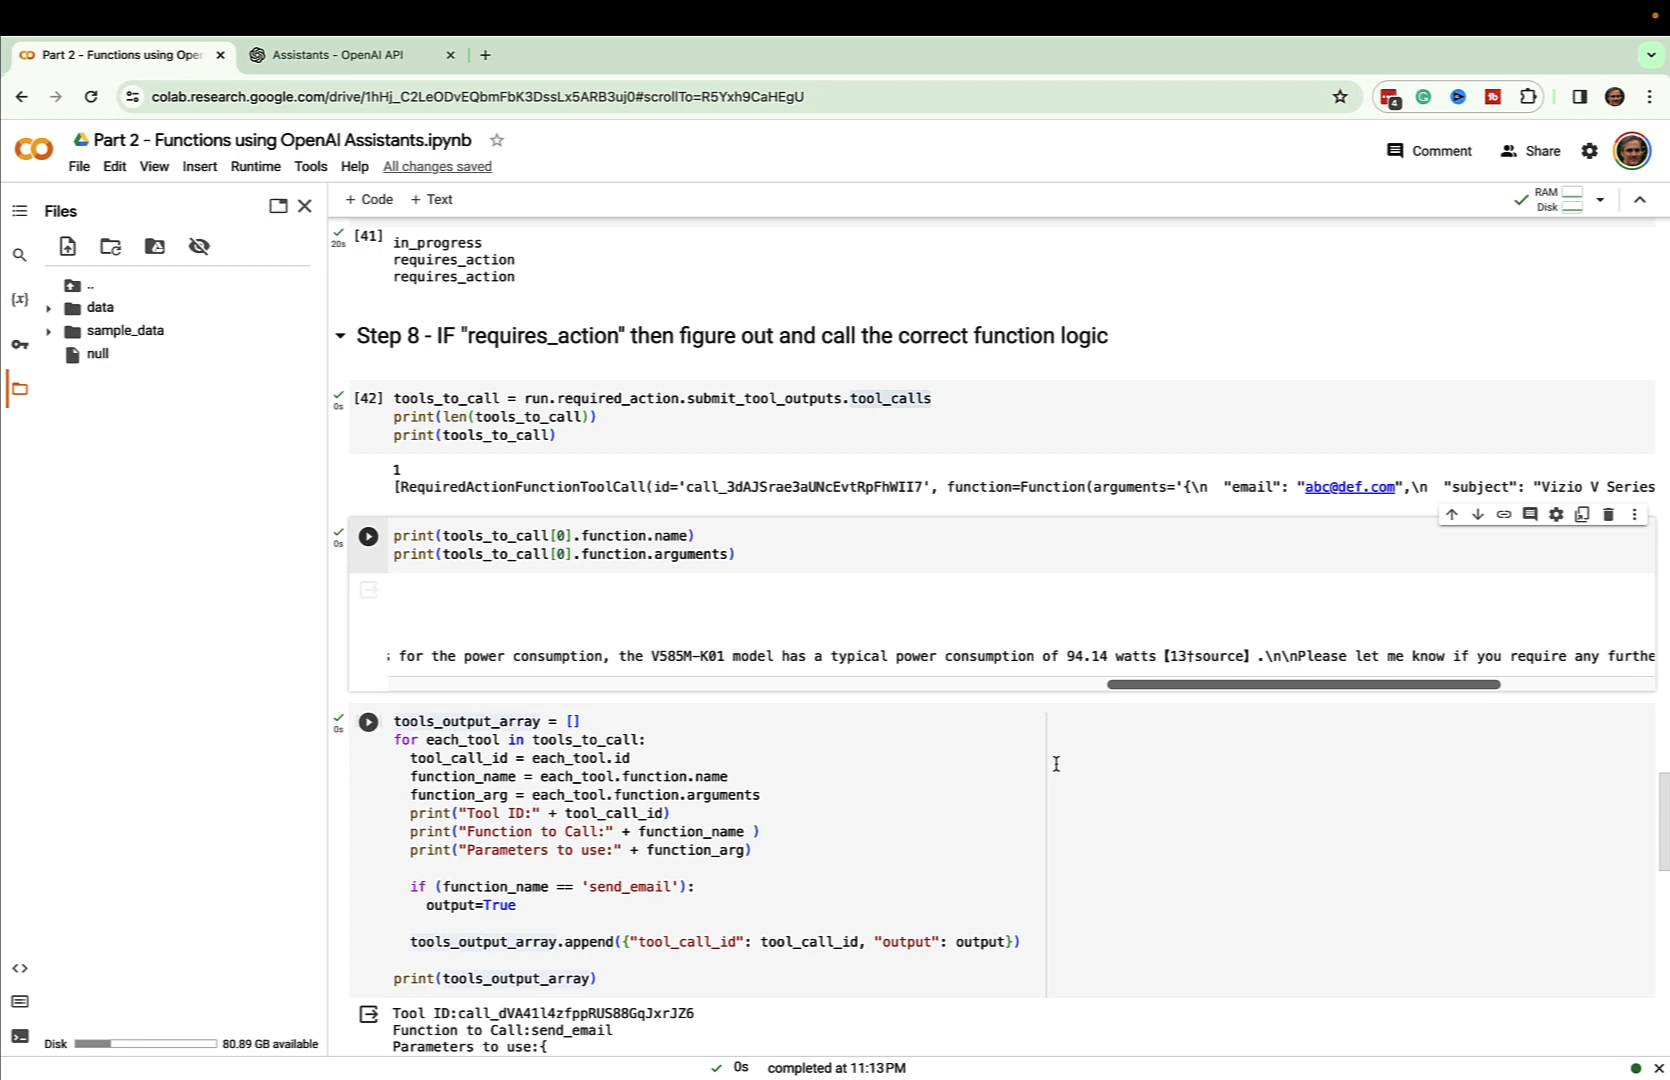 Part 2 - Functions using Oper
Assistants - OpenAI API
colab.research.google.com/drive/1hHj_C2LeODvEQbmFbK3DssLx5ARB3uj0#scrollTo=R5Yxh9CaHEgU
4
Part 2 - Functions using OpenAI Assistants.ipynb
Comment
Share
File Edit View Insert Runtime Tools Help All changes saved
Files
+ Code + Text
RAM
Disk
..
data
sample_data
null
20s
[41]
in_progress
requires_action
requires_action
Step 8 - IF "requires_action" then figure out and call the correct function logic
0s
[42]
tools_to_call = run.required_action.submit_tool_outputs.tool_calls
print(len(tools_to_call))
print(tools_to_call)
1
[RequiredActionFunctionToolCall(id='call_3dAJSrae3aUNcEvtRpFhWII7', function=Function(arguments='{\n  "email": "abc@def.com",\n  "subject": "Vizio V Series
0s
print(tools_to_call[0].function.name)
print(tools_to_call[0].function.arguments)
for the power consumption, the V585M-K01 model has a typical power consumption of 94.14 watts【13†source】.\n\nPlease let me know if you require any furthe
0s
tools_output_array = []
for each_tool in tools_to_call:
  tool_call_id = each_tool.id
  function_name = each_tool.function.name
  function_arg = each_tool.function.arguments
  print("Tool ID:" + tool_call_id)
  print("Function to Call:" + function_name )
  print("Parameters to use:" + function_arg)
  if (function_name == 'send_email'):
    output=True
  tools_output_array.append({"tool_call_id": tool_call_id, "output": output})
print(tools_output_array)
Tool ID:call_dVA41l4zfppRUS88GqJxrJZ6
Function to Call:send_email
Parameters to use:{
Disk
80.89 GB available
0s completed at 11:13 PM